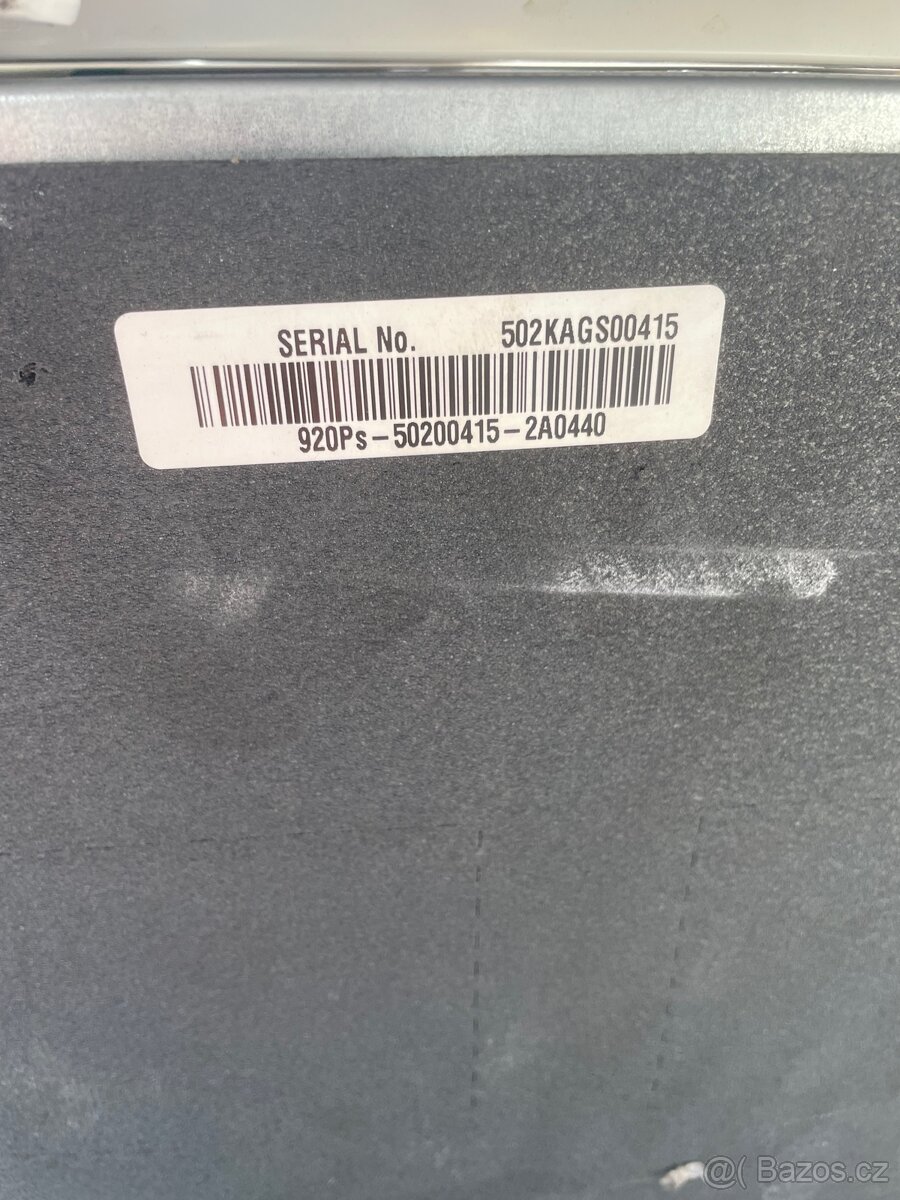 SERIAL No. 502KAGS00415
920Ps-50200415-2A0440
@( Bazos.cz